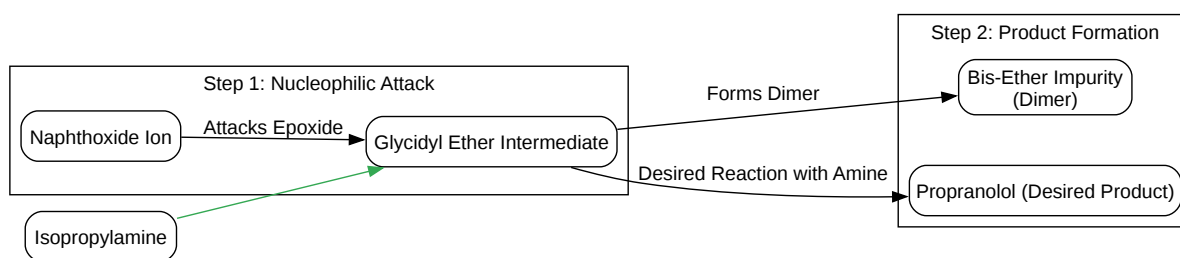 Step 2: Product Formation
Step 1: Nucleophilic Attack
Bis-Ether Impurity
(Dimer)
Forms Dimer
Attacks Epoxide
Naphthoxide Ion
Glycidyl Ether Intermediate
Desired Reaction with Amine
Propranolol (Desired Product)
Isopropylamine